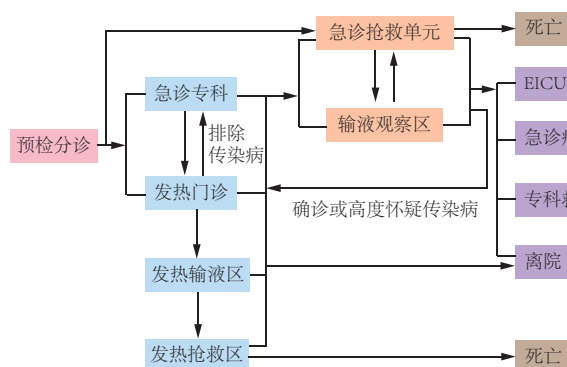 急诊抢救单元
死亡
急诊专科
EICU
输液观察区
预检分诊
排除
传染病
急诊
发热门诊
确诊或高度怀疑传染病
专科
发热输液区
离院
发热抢救区
死亡